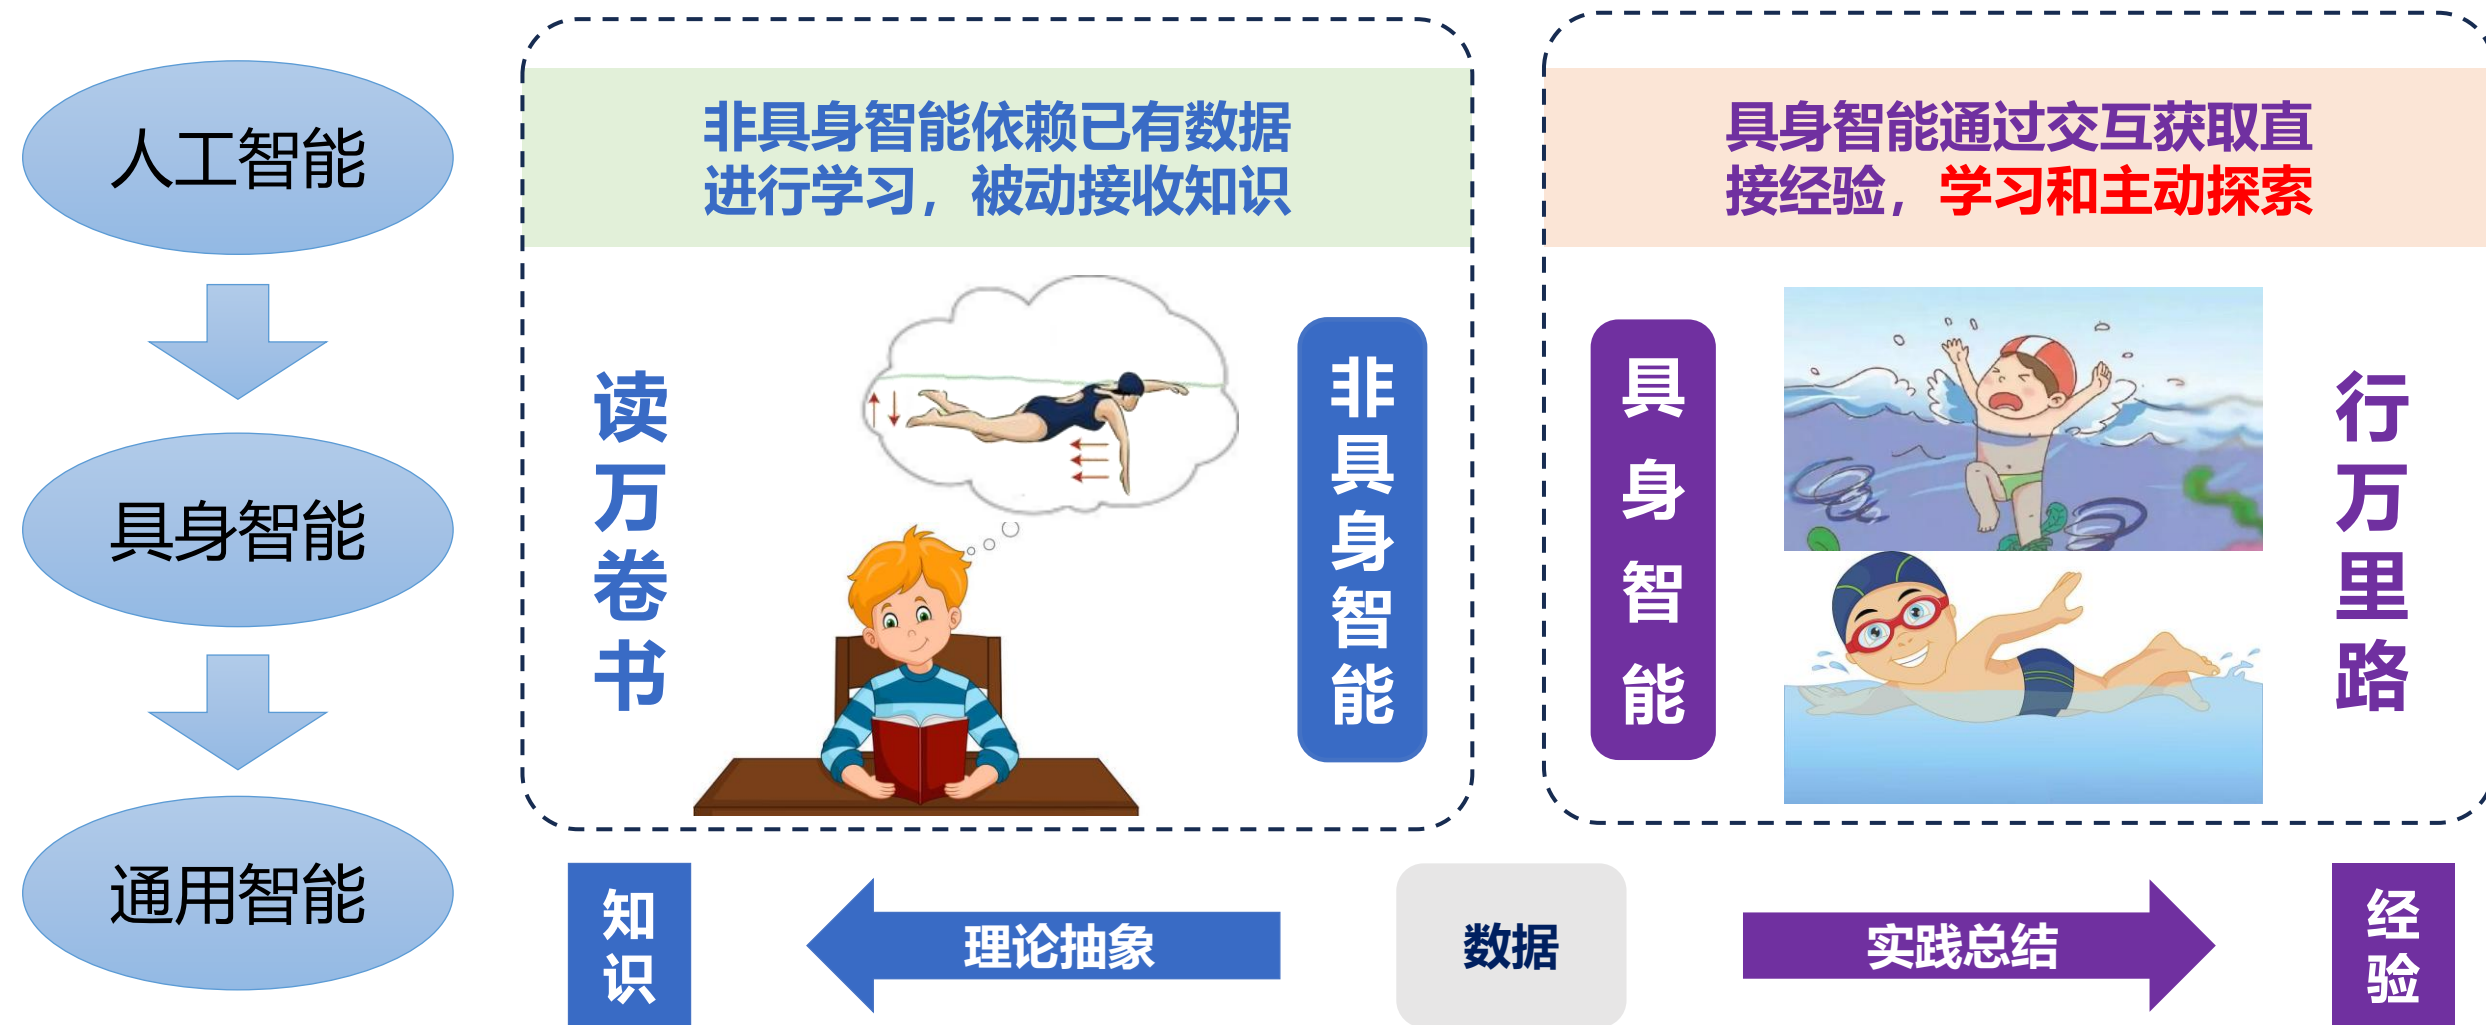 人工智能
具身智能
通用智能
非具身智能依赖已有数据
进行学习，被动接收知识
读万卷书
非具身智能
具身智能通过交互获取直
接经验，学习和主动探索
具身智能
行万里路
知识
理论抽象
数据
实践总结
经验